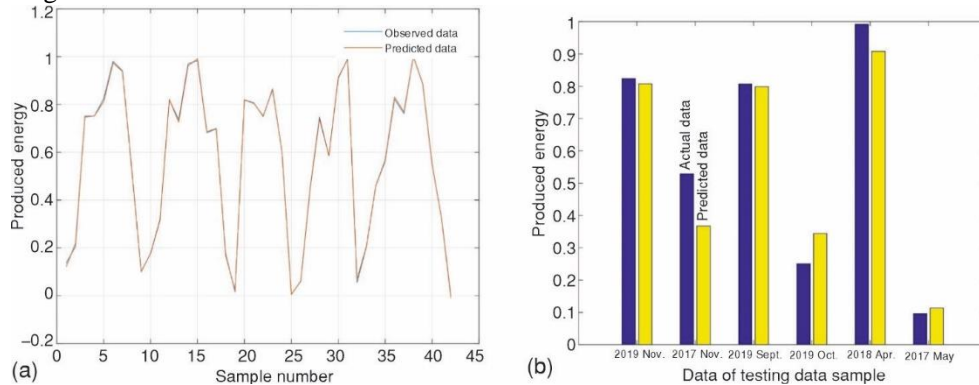 1.2
1
0.8
0.6
0.4
0.2
0
−0.2
Produced energy
Observed data
Predicted data
0 5 10 15 20 25 30 35 40 45
Sample number
(a)
1
0.9
0.8
0.7
0.6
0.5
0.4
0.3
0.2
0.1
0
Produced energy
Actual data
Predicted data
2019 Nov. 2017 Nov. 2019 Sept. 2019 Oct. 2018 Apr. 2017 May
Data of testing data sample
(b)